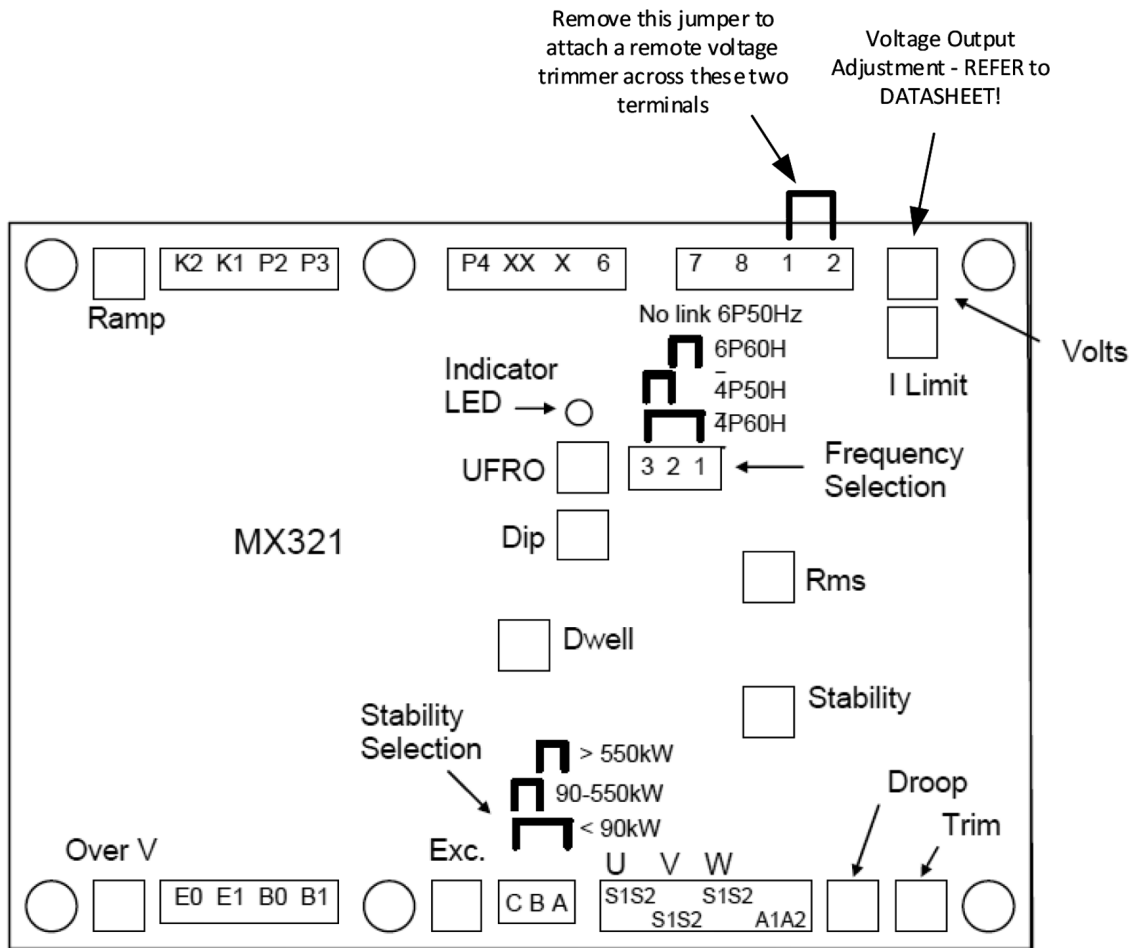 Remove this jumper to
attach a remote voltage
trimmer across these two
terminals
Voltage Output
Adjustment - REFER to
DATASHEET!
K2 K1 P2 P3
P4 XX X 6
7 8 1 2
Ramp
No link 6P50Hz
6P60H
4P50H
4P60H
Volts
I Limit
Indicator
LED
UFRO
3 2 1
Frequency
Selection
MX321
Dip
Rms
Dwell
Stability
Stability
Selection
> 550kW
90-550kW
< 90kW
Droop
Trim
Over V
Exc.
U V W
E0 E1 B0 B1
C B A
S1S2 S1S2
S1S2 A1A2